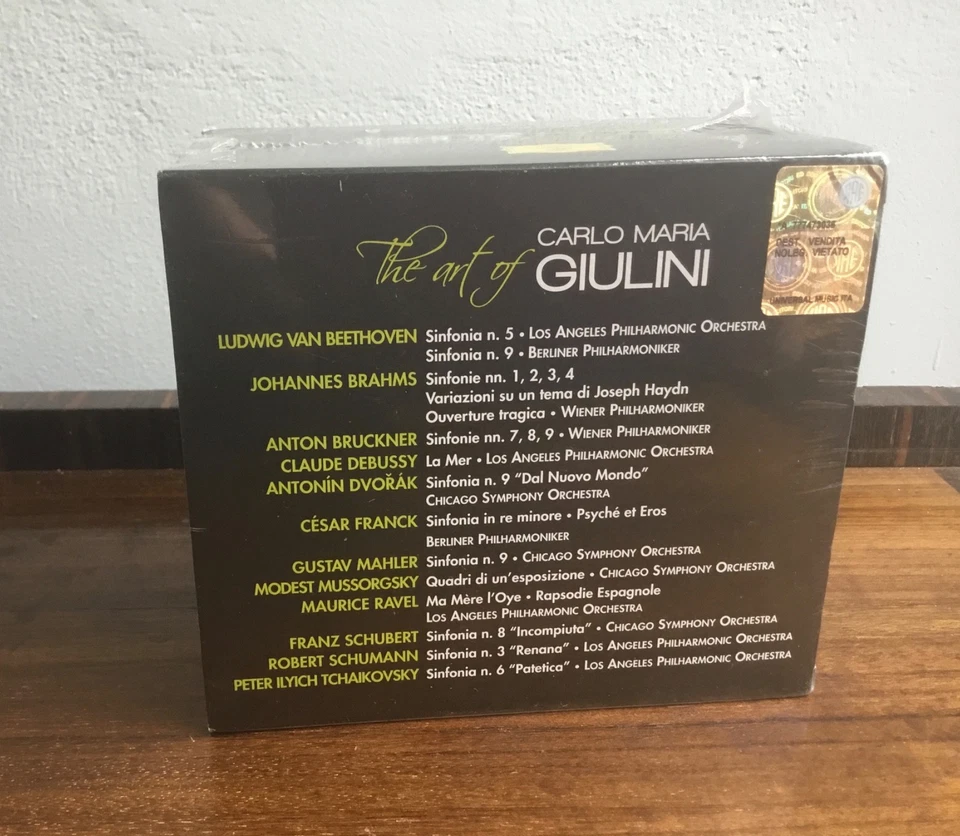 The art of CARLO MARIA GIULINI
DEST. VENDITA
NOLEG. VIETATO
UNIVERSAL MUSIC ITA
LUDWIG VAN BEETHOVEN Sinfonia n. 5 • LOS ANGELES PHILHARMONIC ORCHESTRA
Sinfonia n. 9 • BERLINER PHILHARMONIKER
JOHANNES BRAHMS Sinfonie nn. 1, 2, 3, 4
Variazioni su un tema di Joseph Haydn
Ouverture tragica • WIENER PHILHARMONIKER
ANTON BRUCKNER Sinfonie nn. 7, 8, 9 • WIENER PHILHARMONIKER
CLAUDE DEBUSSY La Mer • LOS ANGELES PHILHARMONIC ORCHESTRA
ANTONÍN DVOŘÁK Sinfonia n. 9 "Dal Nuovo Mondo"
CHICAGO SYMPHONY ORCHESTRA
CÉSAR FRANCK Sinfonia in re minore • Psyché et Eros
BERLINER PHILHARMONIKER
GUSTAV MAHLER Sinfonia n. 9 • CHICAGO SYMPHONY ORCHESTRA
MODEST MUSSORGSKY Quadri di un'esposizione • CHICAGO SYMPHONY ORCHESTRA
MAURICE RAVEL Ma Mère l'Oye • Rapsodie Espagnole
LOS ANGELES PHILHARMONIC ORCHESTRA
FRANZ SCHUBERT Sinfonia n. 8 "Incompiuta" • CHICAGO SYMPHONY ORCHESTRA
ROBERT SCHUMANN Sinfonia n. 3 "Renana" • LOS ANGELES PHILHARMONIC ORCHESTRA
PETER ILYICH TCHAIKOVSKY Sinfonia n. 6 "Patetica" • LOS ANGELES PHILHARMONIC ORCHESTRA